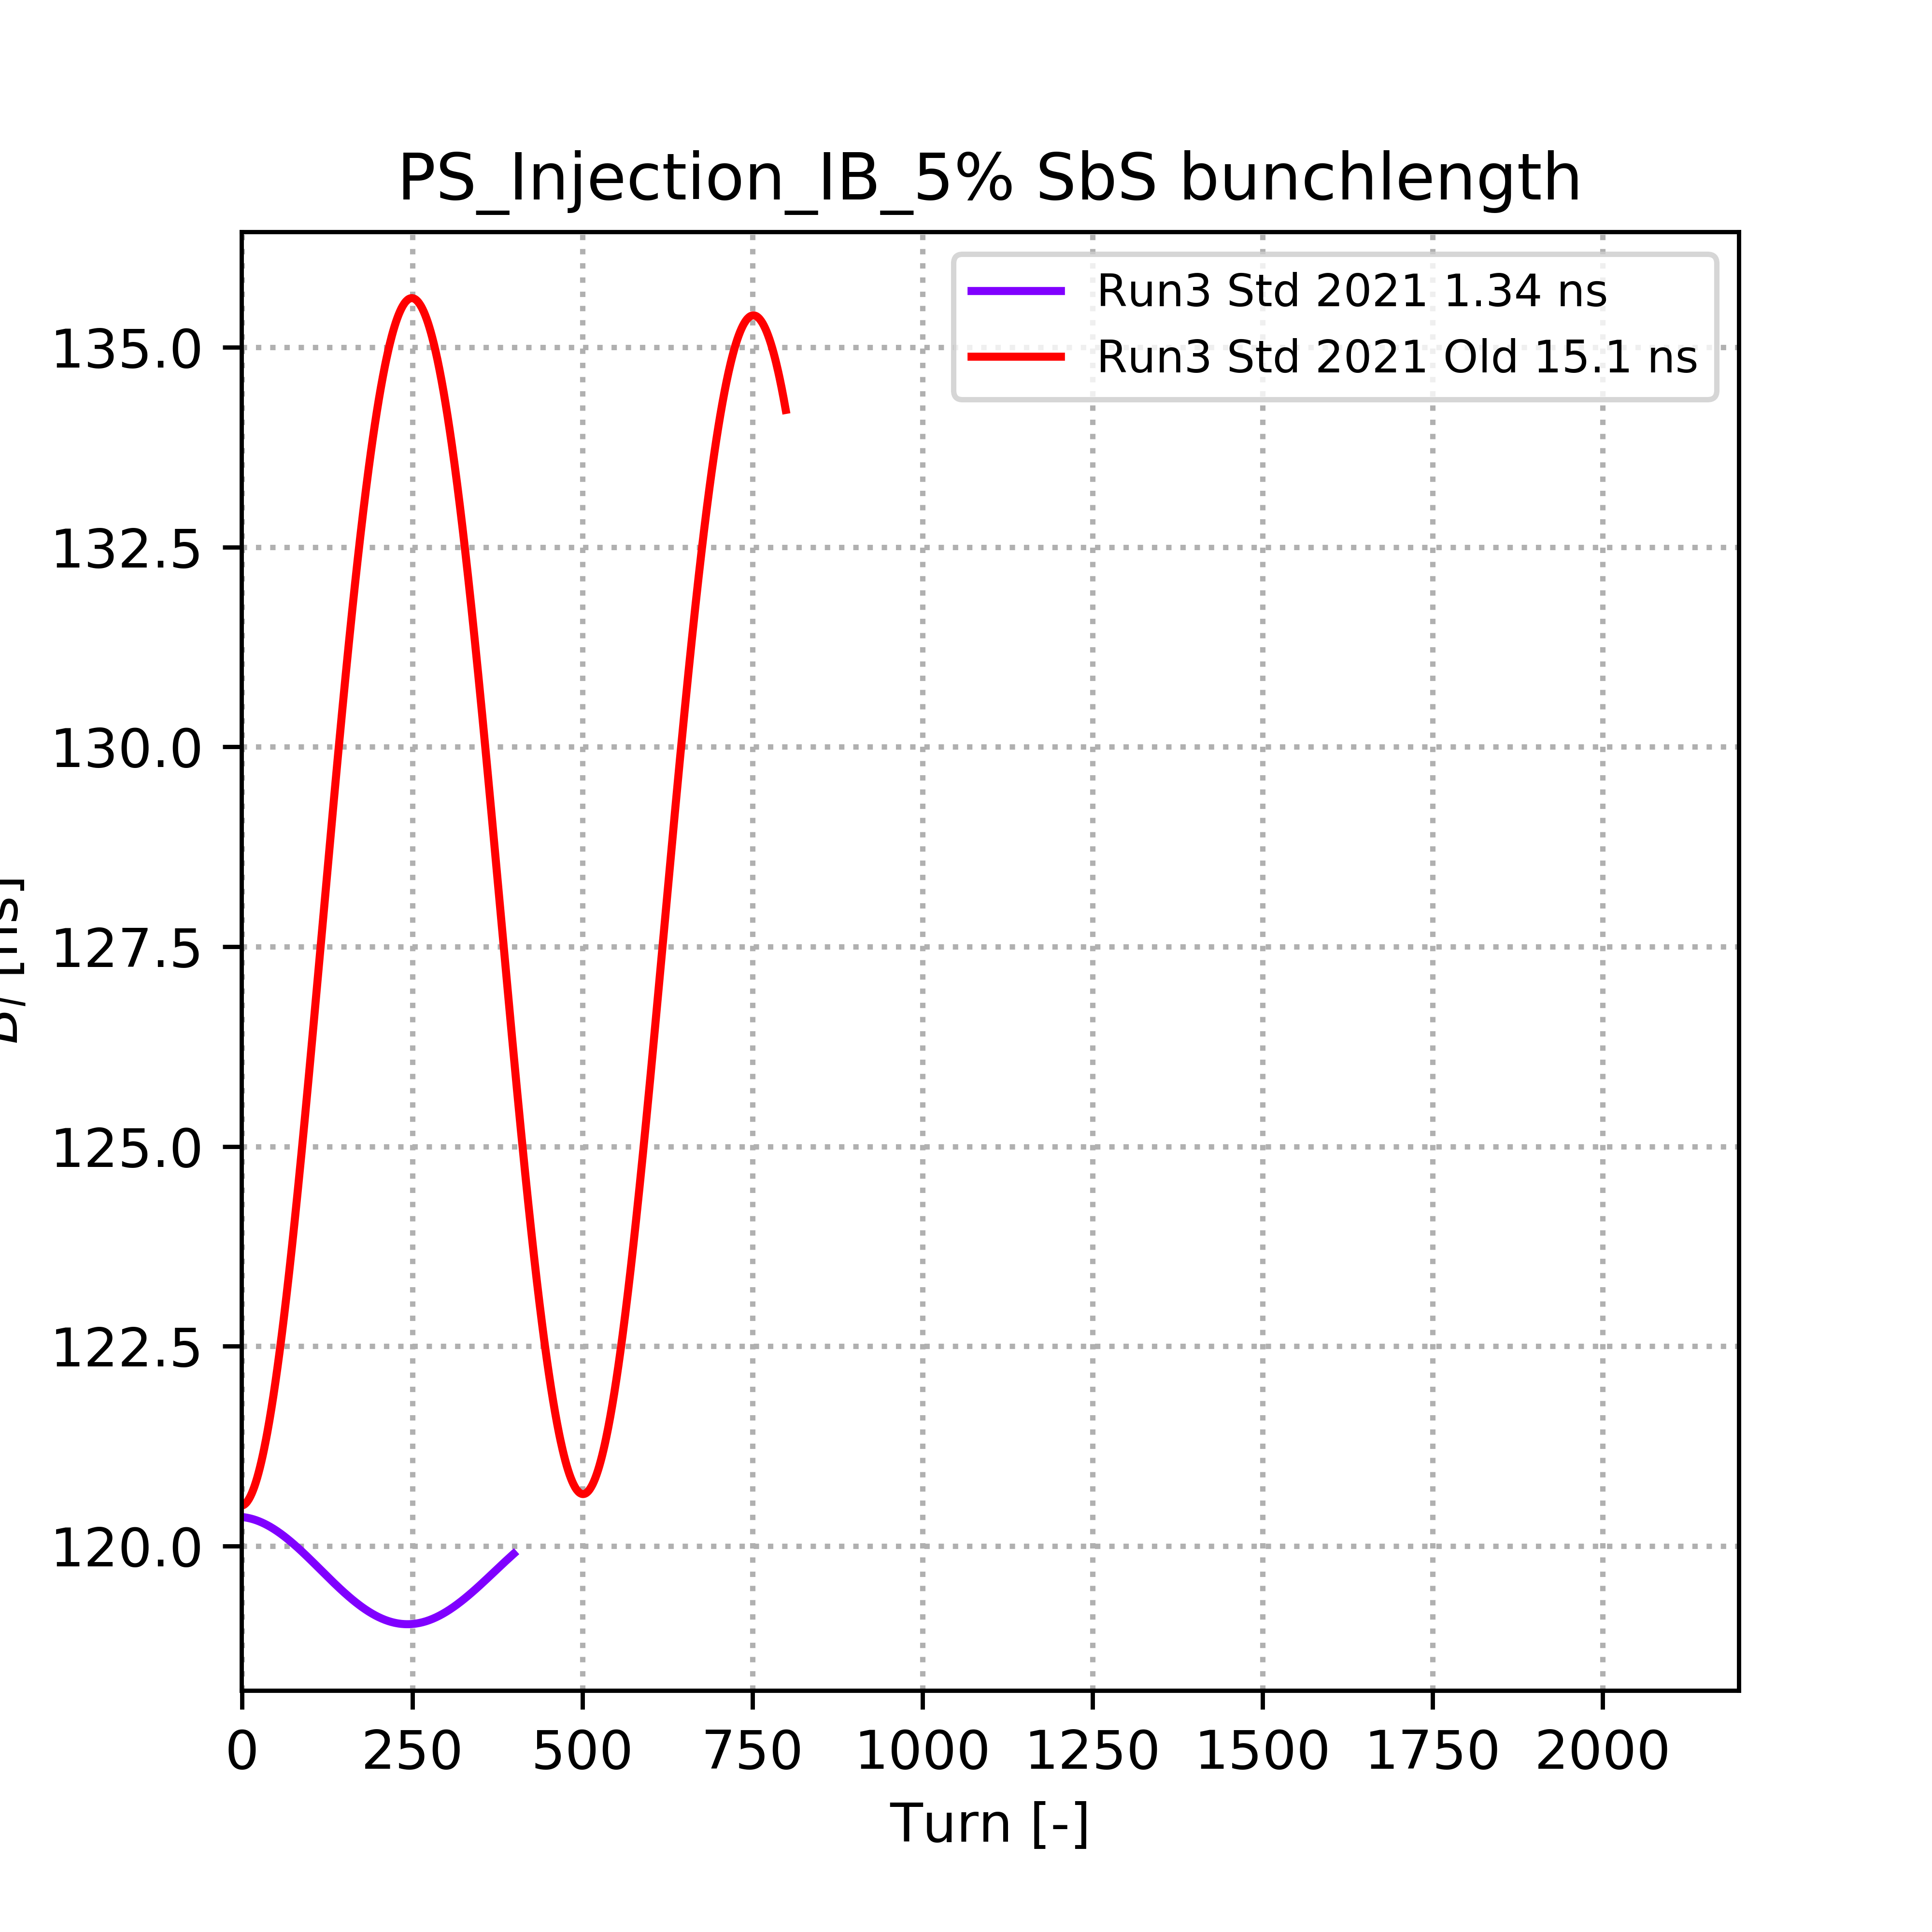 PS_Injection_IB_5% SbS bunchlength
Run3 Std 2021 1.34 ns
Run3 Std 2021 Old 15.1 ns
135.0
132.5
130.0
127.5
125.0
122.5
120.0
0 250 500 750 1000 1250 1500 1750 2000
Turn [-]